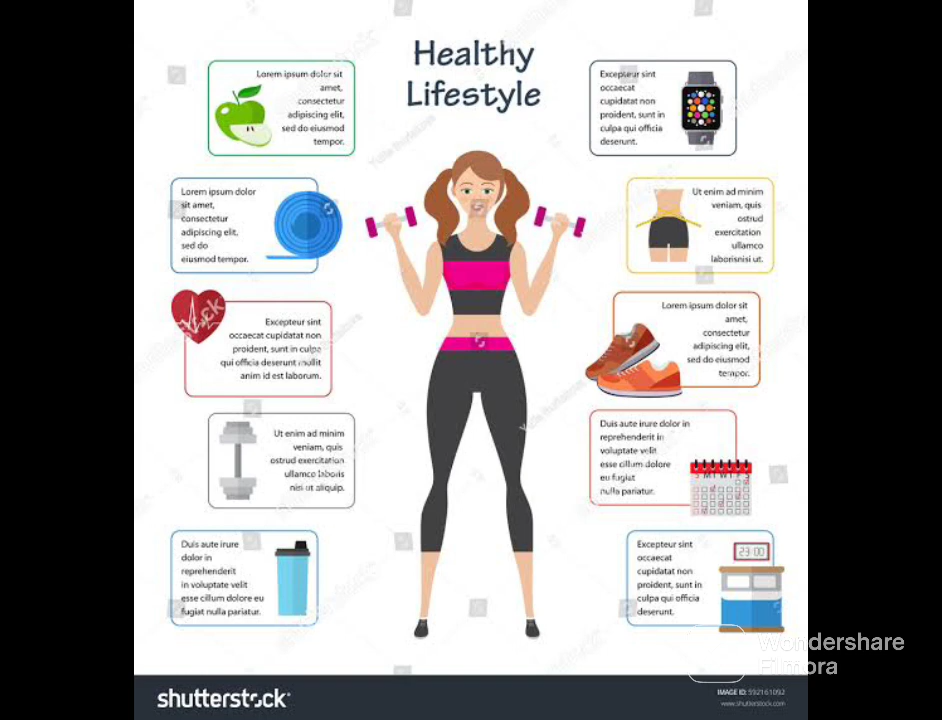 Healthy
Lifestyle
Lorem ipsum dolor sit
amet,
consectetur
adipiscing elit,
sed do eiusmod
tempor.
Lorem ipsum dolor
sit amet,
consectetur
adipiscing elit,
sed do
eiusmod tempor.
Excepteur sint
occaecat cupidatat non
proident, sunt in culpa
qui officia deserunt mollit
anim id est laborum.
Ut enim ad minim
veniam, quis
ostrud exercitation
ullamco laboris
nisi ut aliquip.
Duis aute irure
dolor in
reprehenderit
in voluptate velit
esse cillum dolore eu
fugiat nulla pariatur.
Excepteur sint
occaecat
cupidatat non
proident, sunt in
culpa qui officia
deserunt.
Ut enim ad minim
veniam, quis
ostrud
exercitation
ullamco
laborisnisi ut.
Lorem ipsum dolor sit
amet,
consectetur
adipiscing elit,
sed do eiusmod
tempor.
Duis aute irure dolor in
reprehenderit in
voluptate velit
esse cillum dolore
eu fugiat
nulla pariatur.
S M T W T F S
Excepteur sint
occaecat
cupidatat non
proident, sunt in
culpa qui officia
deserunt.
23:00
Wondershare
Filmora
shutterstock
IMAGE ID: 592161092
www.shutterstock.com